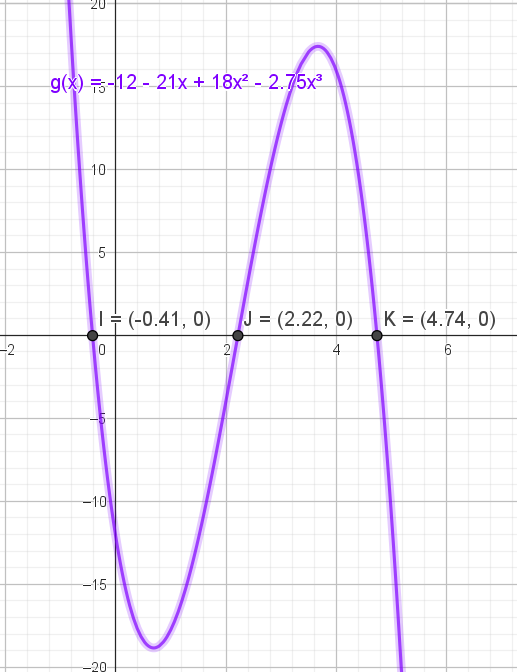 20
g(x) = -12 - 21x + 18x² - 2.75x³
15
10
5
I = (-0.41, 0) J = (2.22, 0) K = (4.74, 0)
−2 0 2 4 6
−5
−10
−15
−20